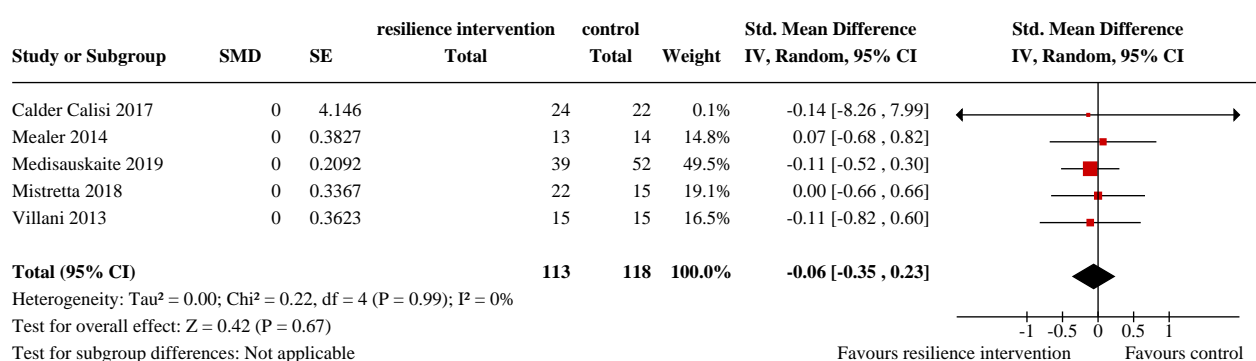 resilience intervention control Std. Mean Difference Std. Mean Difference
Study or Subgroup SMD SE Total Total Weight IV, Random, 95% CI IV, Random, 95% CI
Calder Calisi 2017 0 4.146 24 22 0.1% -0.14 [-8.26 , 7.99]
Mealer 2014 0 0.3827 13 14 14.8% 0.07 [-0.68 , 0.82]
Medisauskaite 2019 0 0.2092 39 52 49.5% -0.11 [-0.52 , 0.30]
Mistretta 2018 0 0.3367 22 15 19.1% 0.00 [-0.66 , 0.66]
Villani 2013 0 0.3623 15 15 16.5% -0.11 [-0.82 , 0.60]
Total (95% CI) 113 118 100.0% -0.06 [-0.35 , 0.23]
Heterogeneity: Tau² = 0.00; Chi² = 0.22, df = 4 (P = 0.99); I² = 0%
Test for overall effect: Z = 0.42 (P = 0.67)
-1 -0.5 0 0.5 1
Test for subgroup differences: Not applicable Favours resilience intervention Favours control